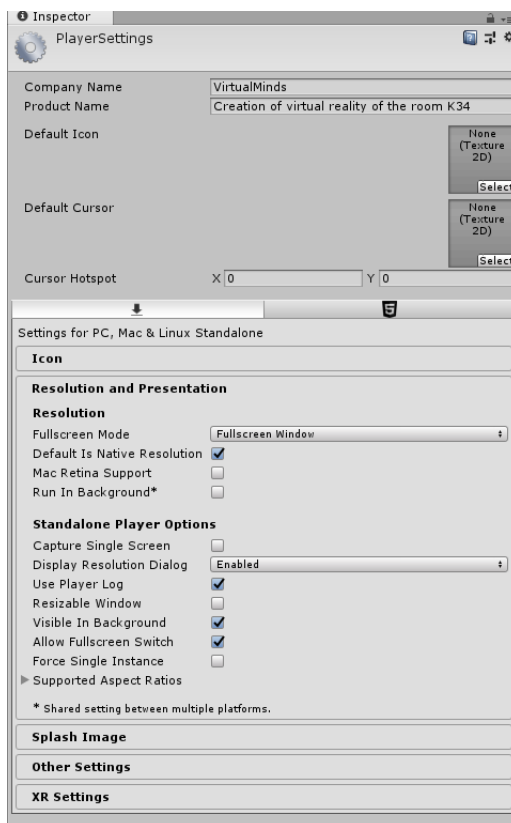 Inspector
PlayerSettings
Company Name VirtualMinds
Product Name Creation of virtual reality of the room K34
Default Icon
None
(Texture
2D)
Select
Default Cursor
None
(Texture
2D)
Select
Cursor Hotspot X 0 Y 0
Settings for PC, Mac & Linux Standalone
Icon
Resolution and Presentation
Resolution
Fullscreen Mode Fullscreen Window
Default Is Native Resolution
Mac Retina Support
Run In Background*
Standalone Player Options
Capture Single Screen
Display Resolution Dialog Enabled
Use Player Log
Resizable Window
Visible In Background
Allow Fullscreen Switch
Force Single Instance
Supported Aspect Ratios
* Shared setting between multiple platforms.
Splash Image
Other Settings
XR Settings